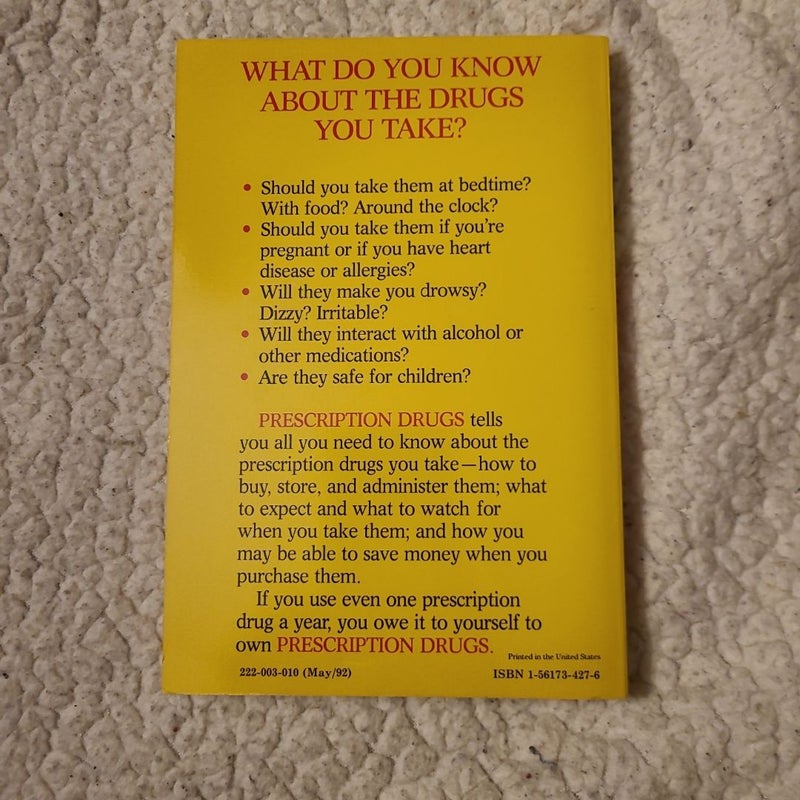 WHAT DO YOU KNOW
ABOUT THE DRUGS
YOU TAKE?
• Should you take them at bedtime?
With food? Around the clock?
• Should you take them if you're
pregnant or if you have heart
disease or allergies?
• Will they make you drowsy?
Dizzy? Irritable?
• Will they interact with alcohol or
other medications?
• Are they safe for children?
PRESCRIPTION DRUGS tells
you all you need to know about the
prescription drugs you take—how to
buy, store, and administer them; what
to expect and what to watch for
when you take them; and how you
may be able to save money when you
purchase them.
If you use even one prescription
drug a year, you owe it to yourself to
own PRESCRIPTION DRUGS.
Printed in the United States
222-003-010 (May/92) ISBN 1-56173-427-6